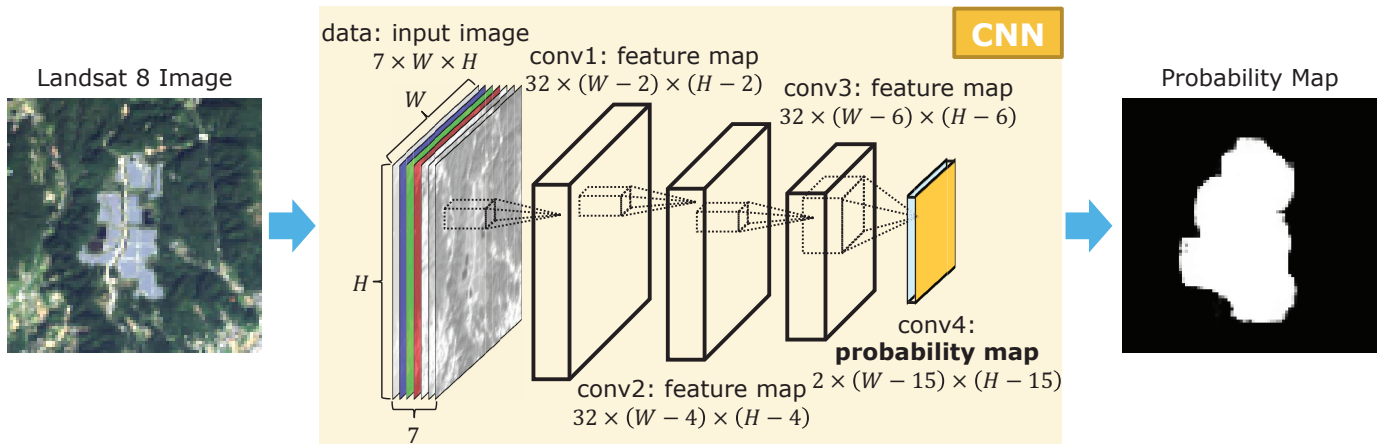 Landsat 8 Image
data: input image
7 × W × H
W
H
7
conv1: feature map
32 × (W − 2) × (H − 2)
conv2: feature map
32 × (W − 4) × (H − 4)
conv3: feature map
32 × (W − 6) × (H − 6)
CNN
conv4:
probability map
2 × (W − 15) × (H − 15)
Probability Map